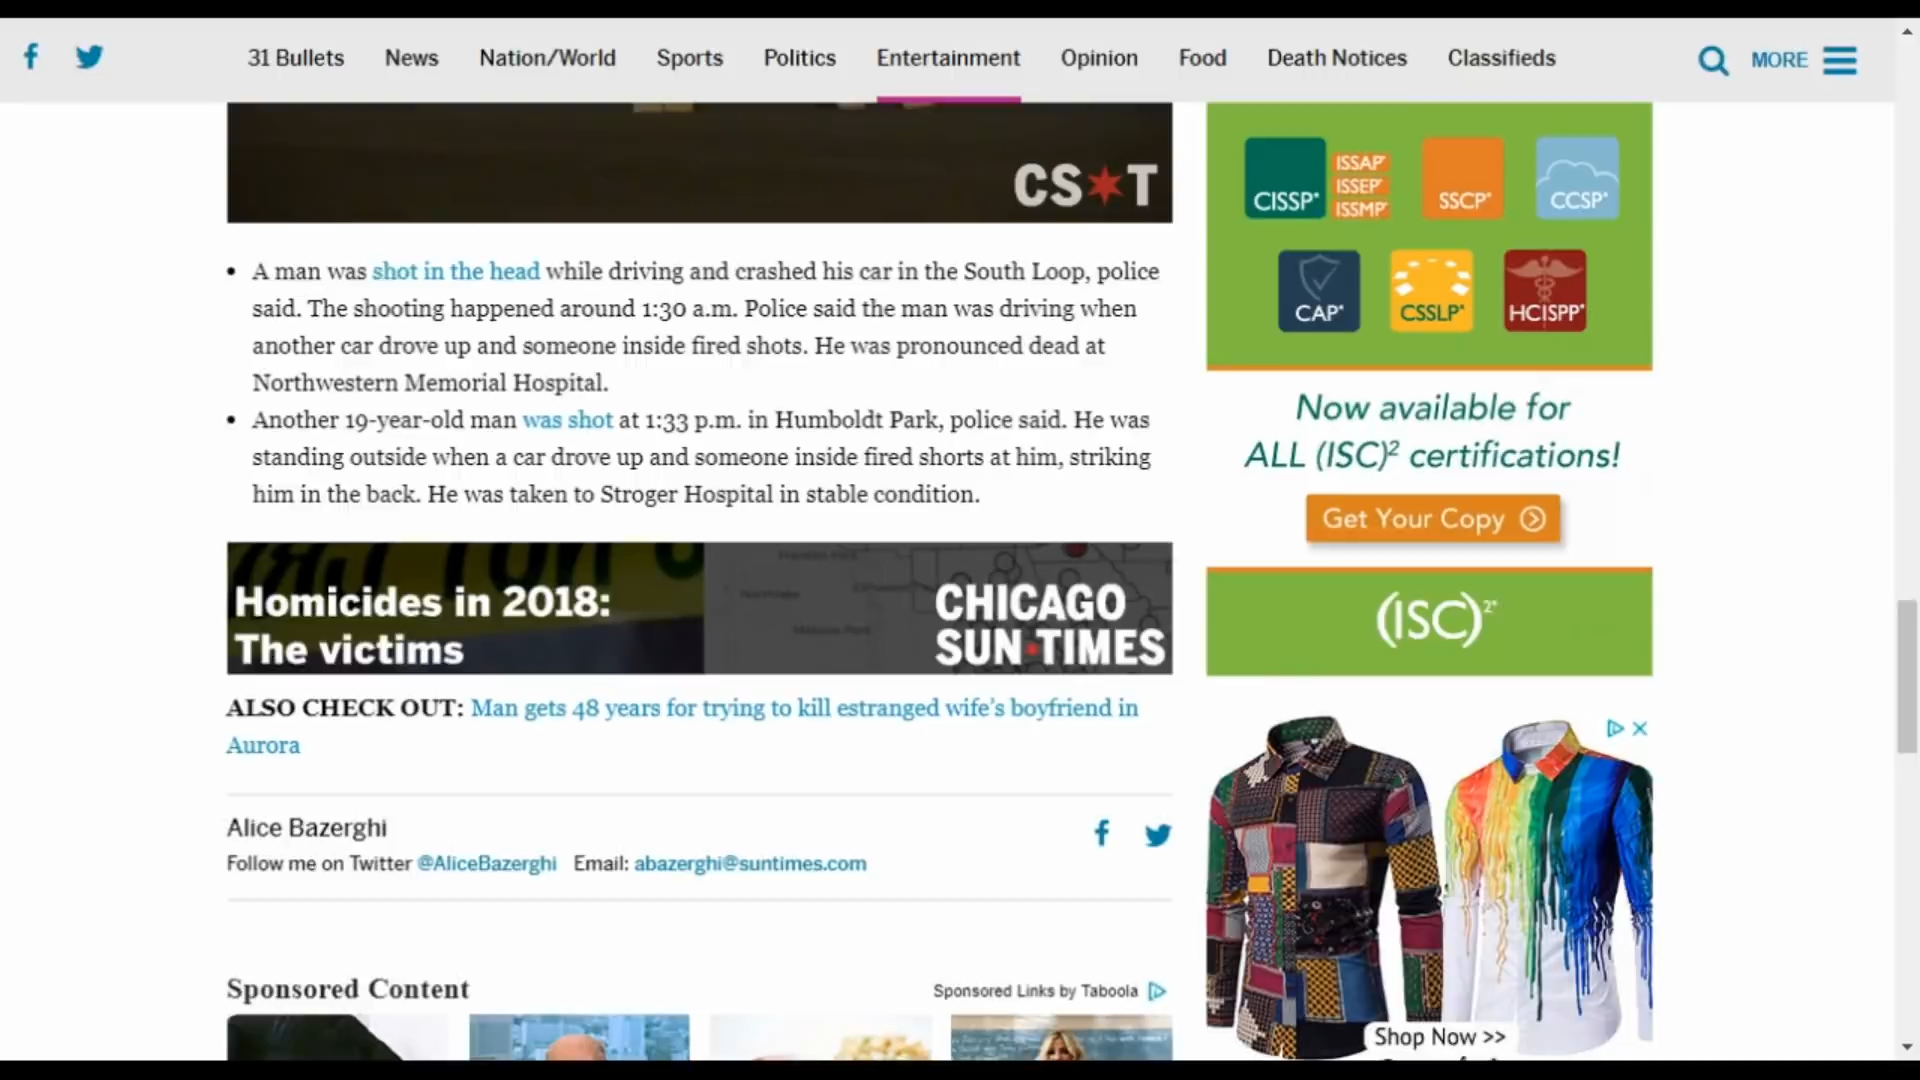 31 Bullets News Nation/World Sports Politics Entertainment Opinion Food Death Notices Classifieds MORE
CS T
A man was shot in the head while driving and crashed his car in the South Loop, police
said. The shooting happened around 1:30 a.m. Police said the man was driving when
another car drove up and someone inside fired shots. He was pronounced dead at
Northwestern Memorial Hospital.
Another 19-year-old man was shot at 1:33 p.m. in Humboldt Park, police said. He was
standing outside when a car drove up and someone inside fired shorts at him, striking
him in the back. He was taken to Stroger Hospital in stable condition.
Homicides in 2018:
The victims
CHICAGO
SUN TIMES
ALSO CHECK OUT: Man gets 48 years for trying to kill estranged wife's boyfriend in
Aurora
Alice Bazerghi
Follow me on Twitter @AliceBazerghi Email: abazerghi@suntimes.com
Sponsored Content
Sponsored Links by Taboola
CISSP®
ISSAP®
ISSEP®
ISSMP®
SSCP®
CCSP®
CAP®
CSSLP®
HCISPP®
Now available for
ALL (ISC)² certifications!
Get Your Copy
(ISC)²®
Shop Now >>